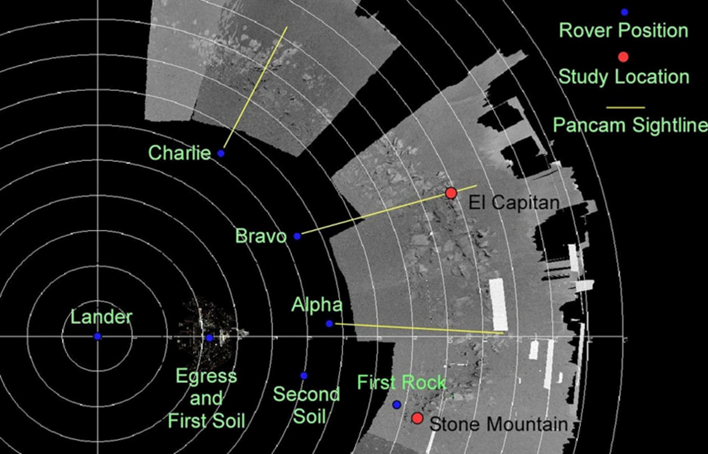 Rover Position
Study Location
Pancam Sightline
Charlie
El Capitan
Bravo
Alpha
Lander
Egress
and
First Soil
Second
Soil
First Rock
Stone Mountain